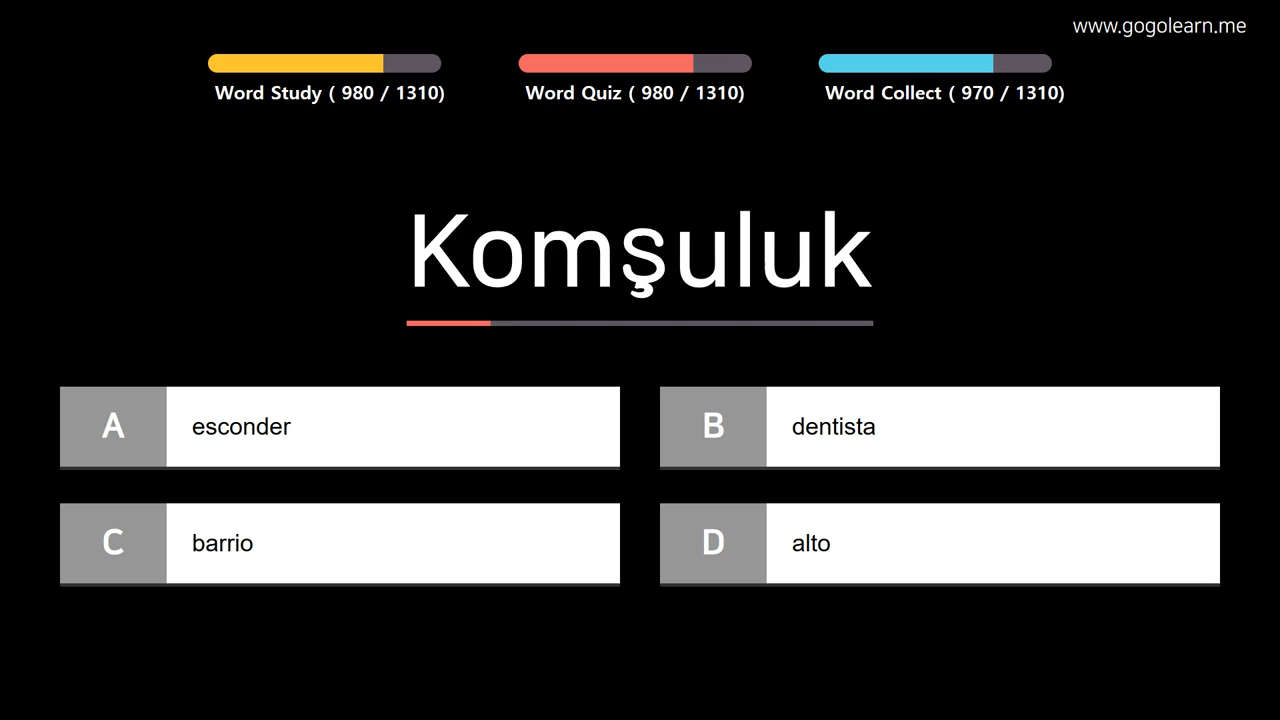 www.gogolearn.me
Word Study ( 980 / 1310)
Word Quiz ( 980 / 1310)
Word Collect ( 970 / 1310)
Komşuluk
A esconder
B dentista
C barrio
D alto